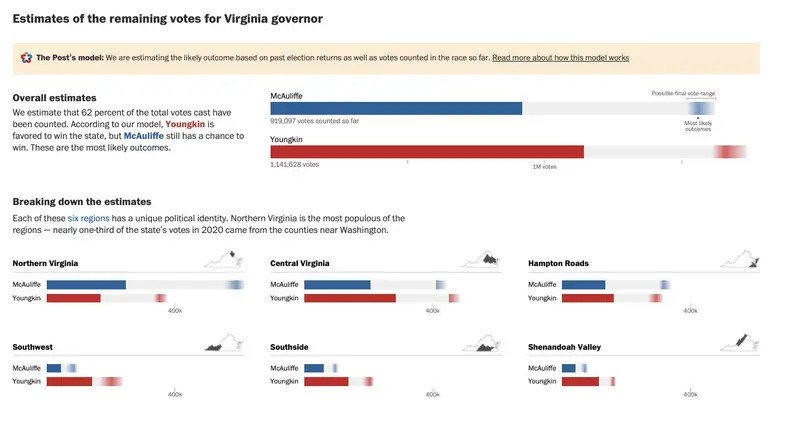 Estimates of the remaining votes for Virginia governor
The Post's model: We are estimating the likely outcome based on past election returns as well as votes counted in the race so far. Read more about how this model works
Overall estimates
We estimate that 62 percent of the total votes cast have
been counted. According to our model, Youngkin is
favored to win the state, but McAuliffe still has a chance to
win. These are the most likely outcomes.
McAuliffe
Possible final vote range
919,097 votes counted so far
Most likely
outcomes
Youngkin
1,141,628 votes
1M votes
Breaking down the estimates
Each of these six regions has a unique political identity. Northern Virginia is the most populous of the
regions — nearly one-third of the state's votes in 2020 came from the counties near Washington.
Northern Virginia
McAuliffe
Youngkin
400k
Central Virginia
McAuliffe
Youngkin
400k
Hampton Roads
McAuliffe
Youngkin
400k
Southwest
McAuliffe
Youngkin
400k
Southside
McAuliffe
Youngkin
400k
Shenandoah Valley
McAuliffe
Youngkin
400k